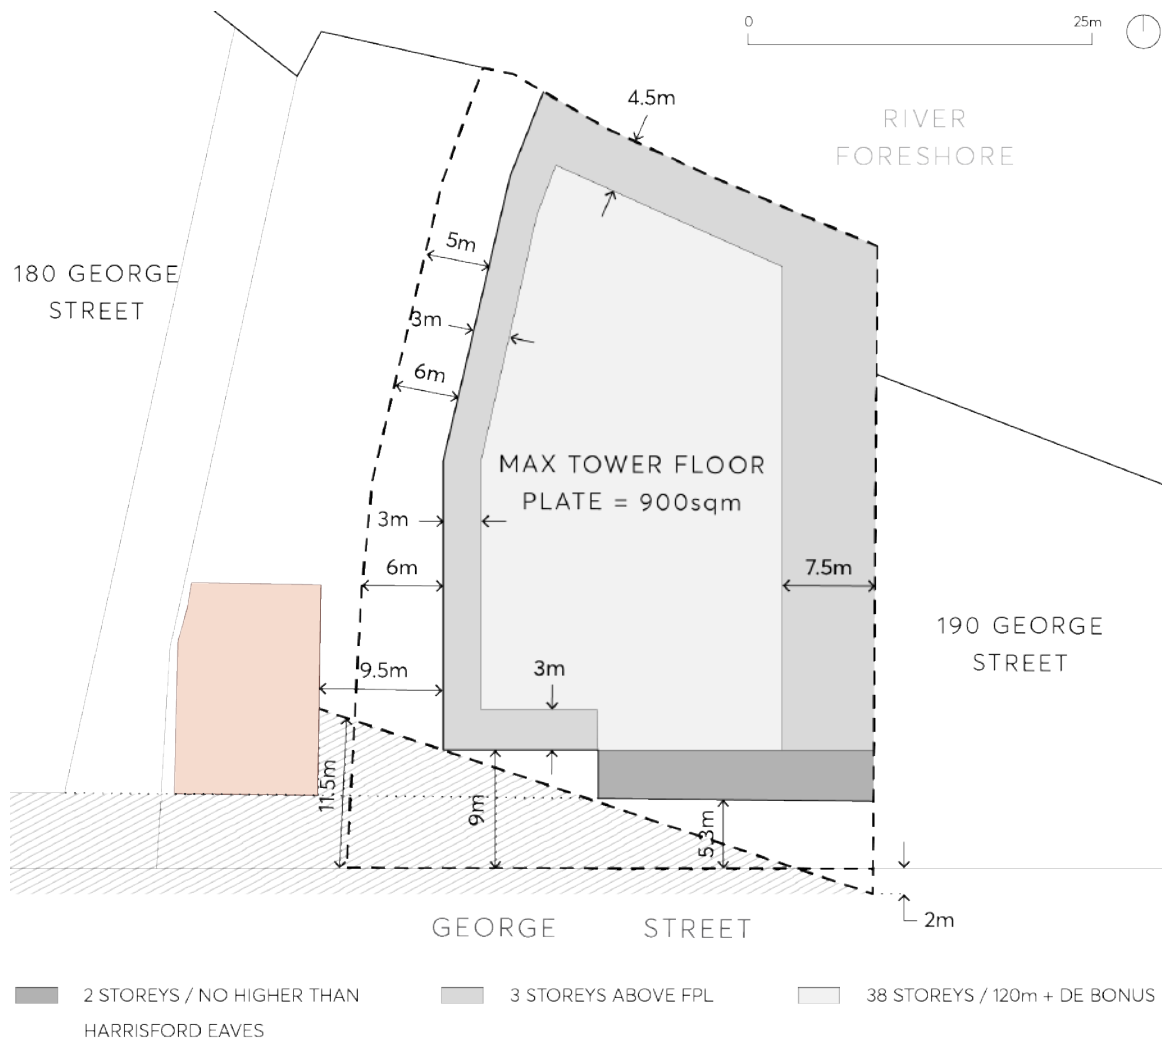 0 25m
4.5m
RIVER
FORESHORE
5m
180 GEORGE
STREET
3m
6m
MAX TOWER FLOOR
PLATE = 900sqm
3m
6m
7.5m
190 GEORGE
STREET
9.5m
3m
11.5m
9m
5.3m
2m
GEORGE STREET
2 STOREYS / NO HIGHER THAN
HARRISFORD EAVES
3 STOREYS ABOVE FPL
38 STOREYS / 120m + DE BONUS